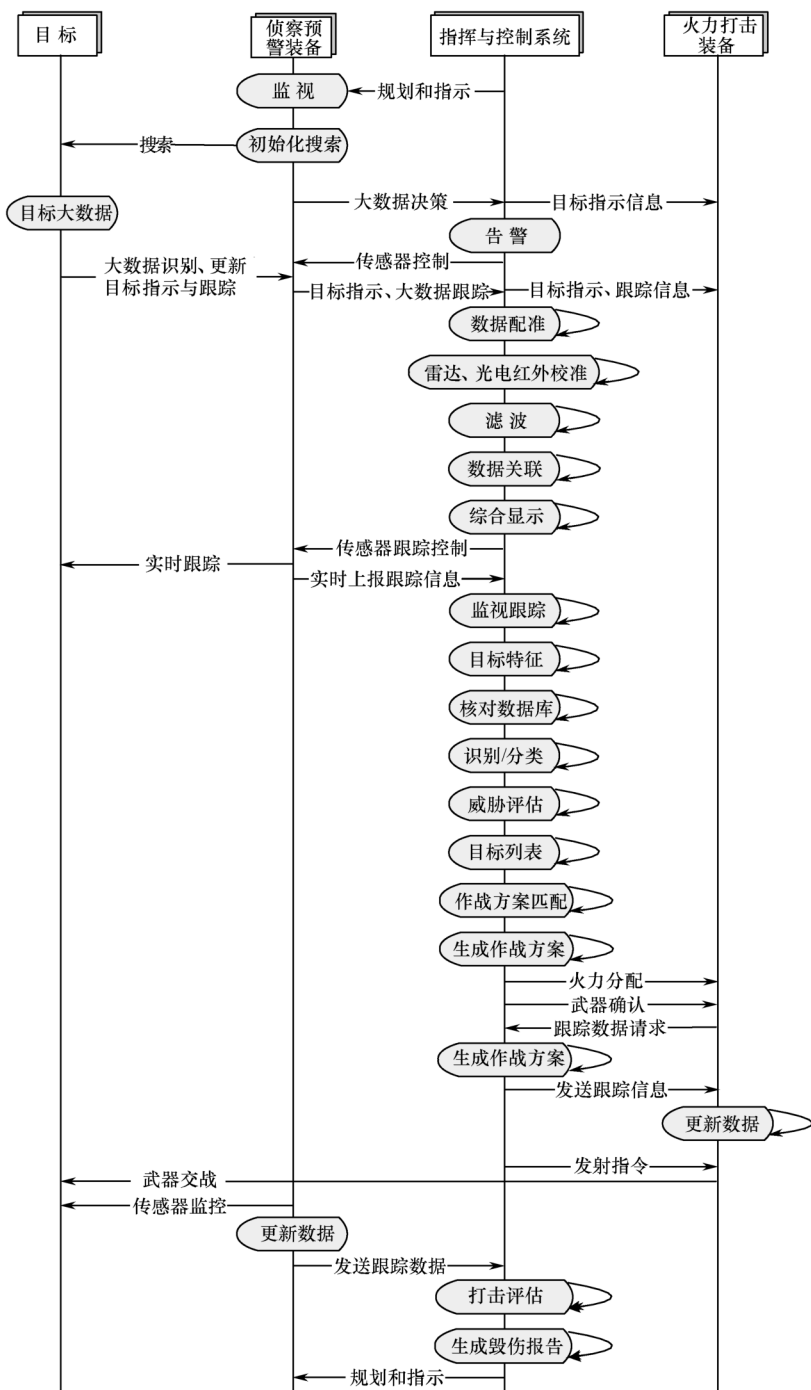 目 标
侦察预
警装备
指挥与控制系统
火力打击
装备
监 视
规划和指示
搜索
初始化搜索
目标大数据
大数据决策
目标指示信息
告 警
传感器控制
大数据识别、更新
目标指示与跟踪
目标指示、大数据跟踪
目标指示、跟踪信息
数据配准
雷达、光电红外校准
滤 波
数据关联
综合显示
传感器跟踪控制
实时跟踪
实时上报跟踪信息
监视跟踪
目标特征
核对数据库
识别/分类
威胁评估
目标列表
作战方案匹配
生成作战方案
火力分配
武器确认
跟踪数据请求
生成作战方案
发送跟踪信息
更新数据
发射指令
武器交战
传感器监控
更新数据
发送跟踪数据
打击评估
生成毁伤报告
规划和指示